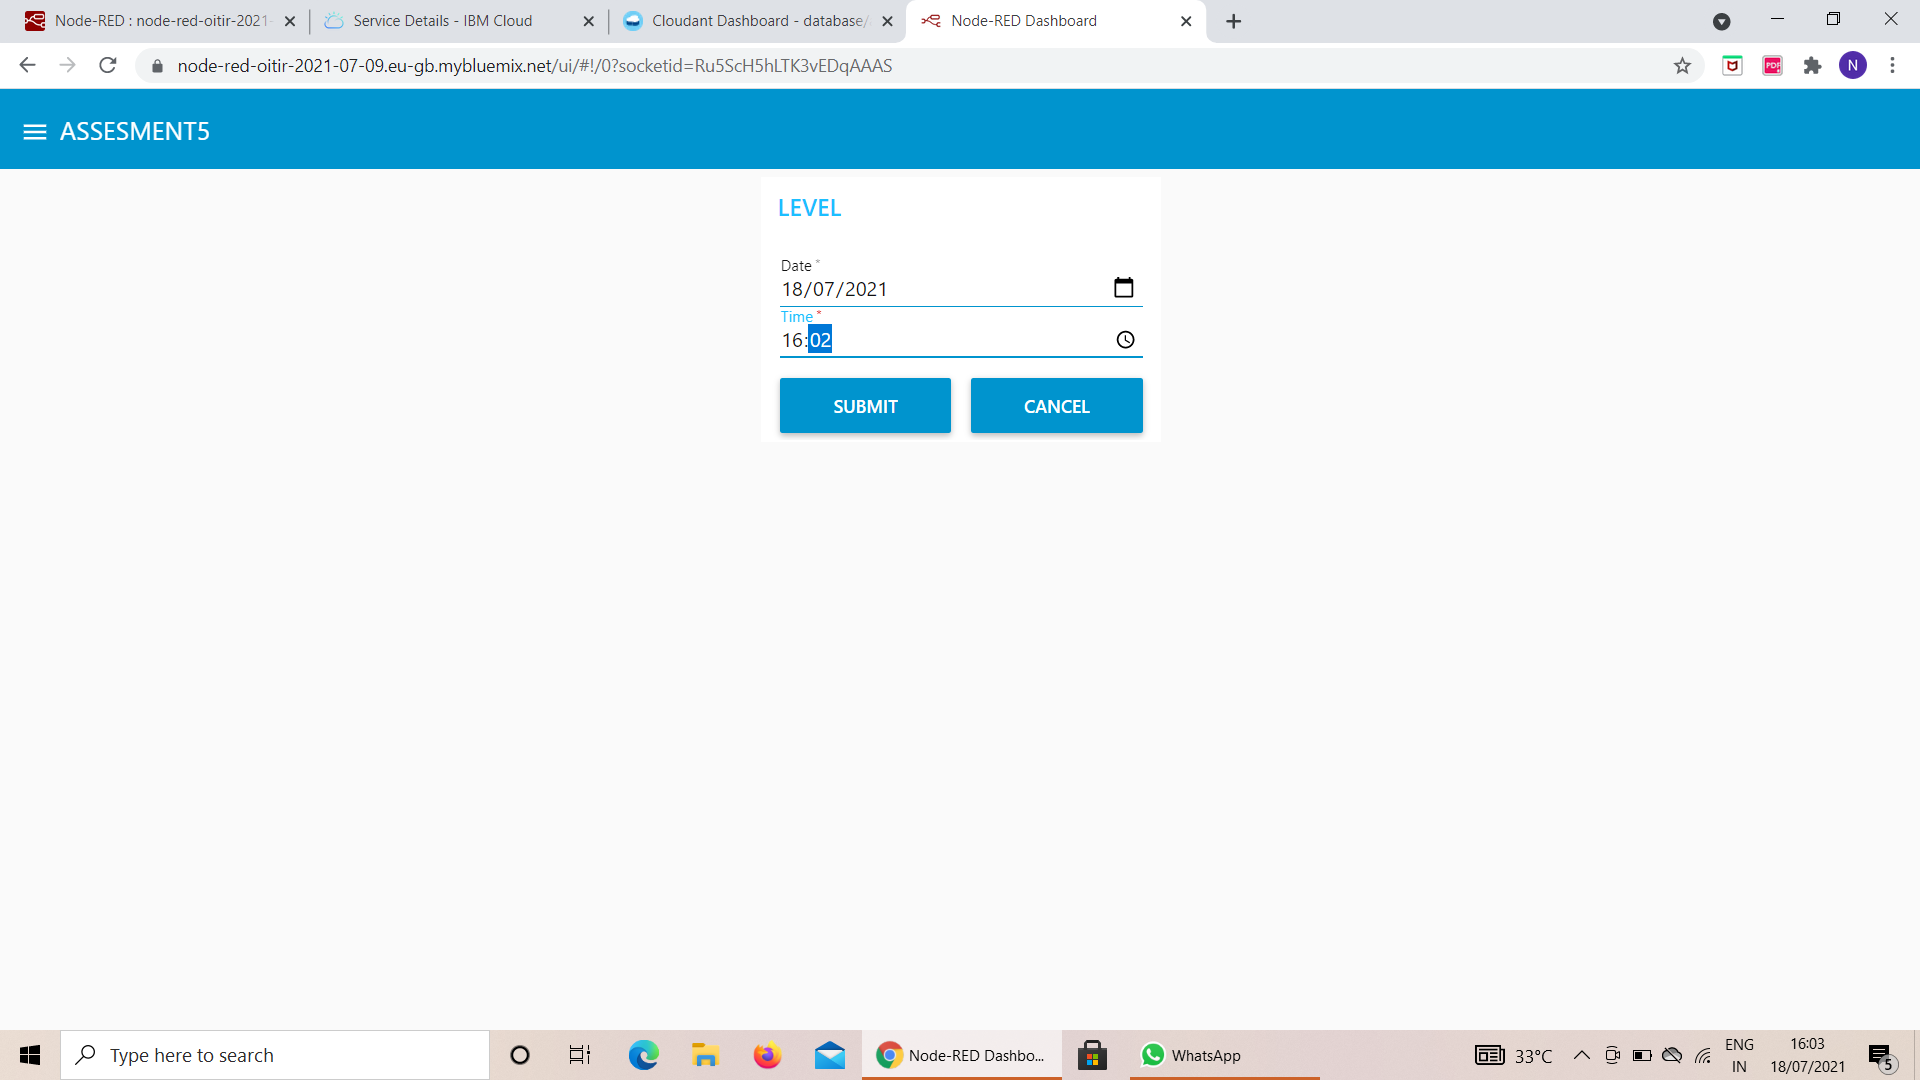 Node-RED : node-red-oitir-2021-
Service Details - IBM Cloud
Cloudant Dashboard - database/
Node-RED Dashboard
node-red-oitir-2021-07-09.eu-gb.mybluemix.net/ui/#!/0?socketid=Ru5ScH5hLTK3vEDqAAAS
PDF
N
ASSESMENT5
LEVEL
Date *
18/07/2021
Time *
16:02
SUBMIT
CANCEL
Type here to search
Node-RED Dashbo...
WhatsApp
33°C
ENG
IN
16:03
18/07/2021
5